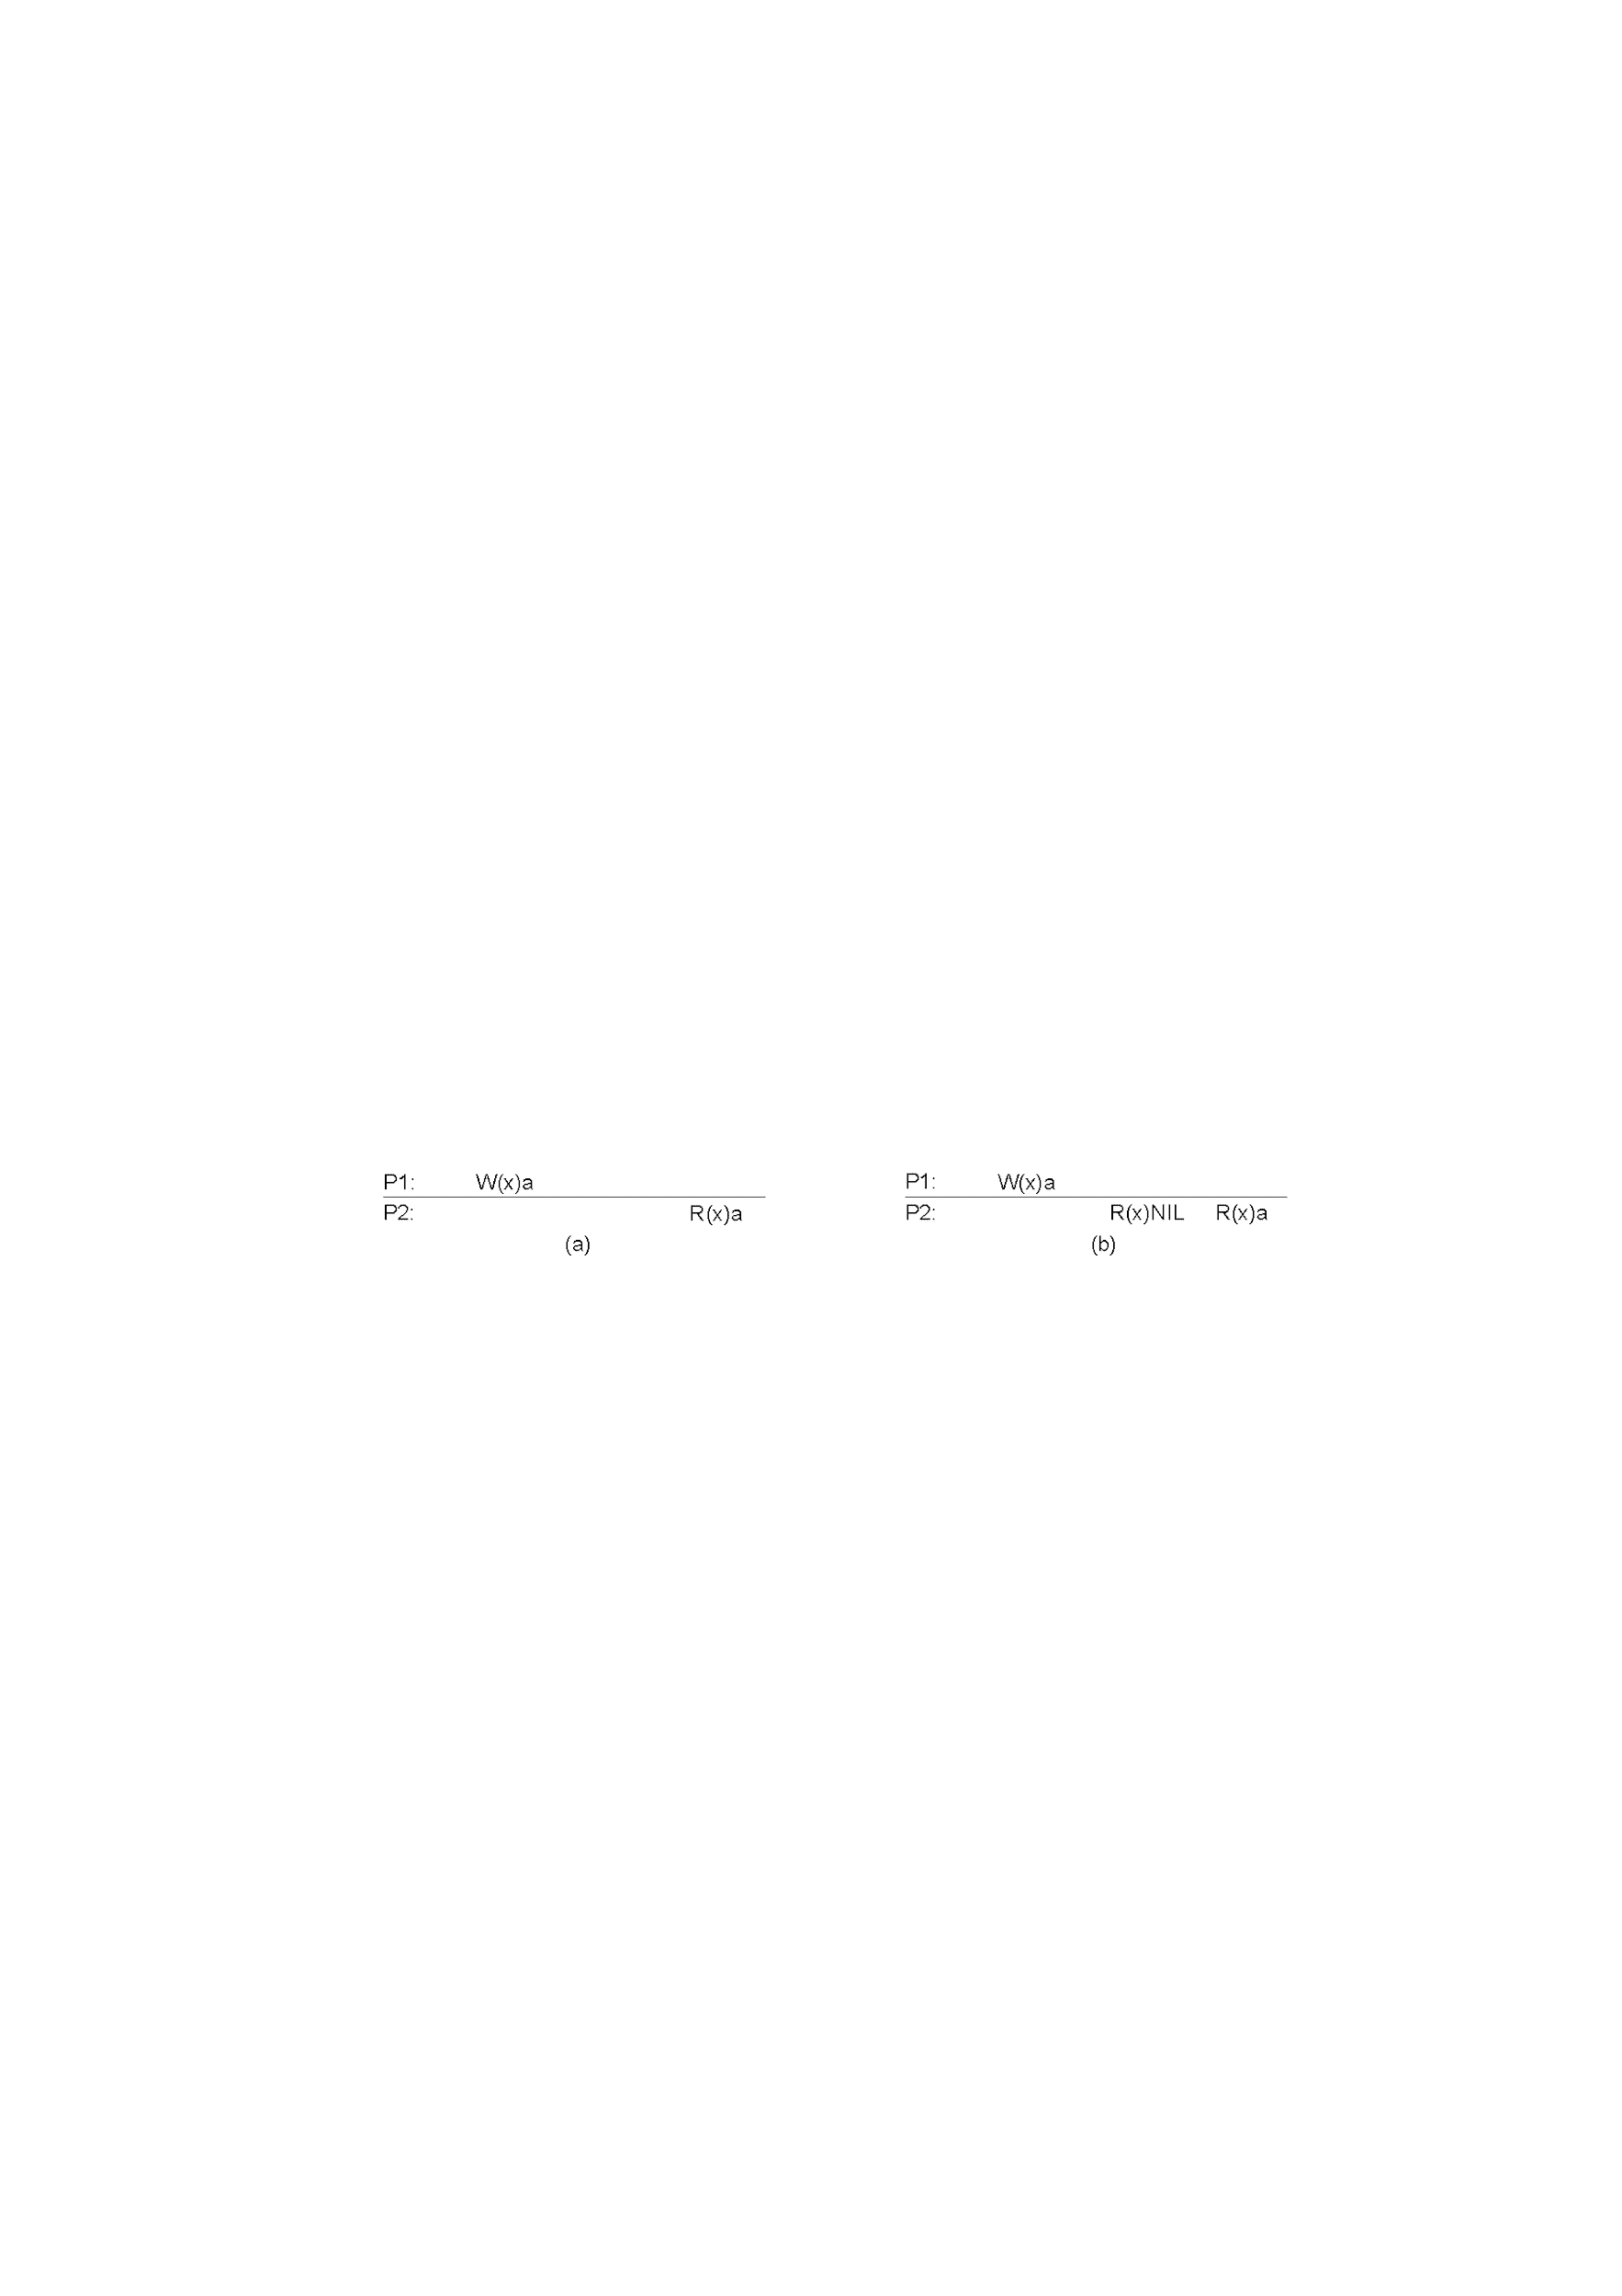 P1: W(x)a
P2: R(x)a
(a)
P1: W(x)a
P2: R(x)NIL R(x)a
(b)